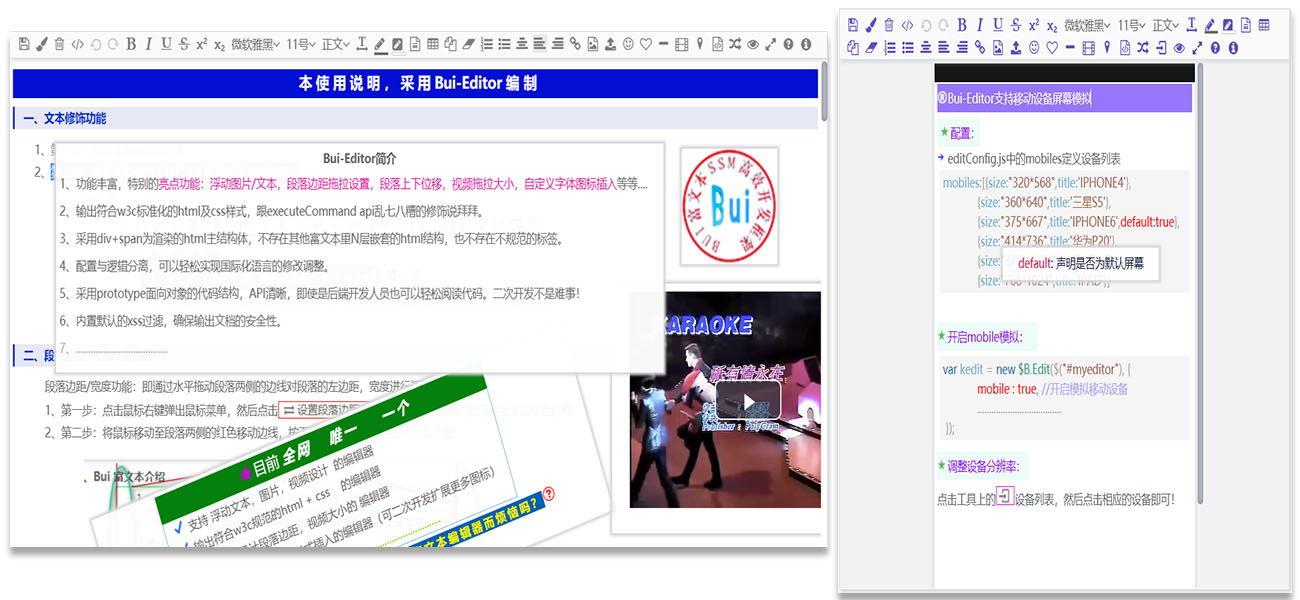 微软雅黑 11号 正文
本使用说明，采用 Bui-Editor 编制
一、文本修饰功能
1、
2、
Bui-Editor简介
1、功能丰富，特别的亮点功能：浮动图片/文本，段落边距拖拉设置，段落上下位移，视频拖拉大小，自定义字体图标插入等等....
2、输出符合w3c标准化的html及css样式，跟executeCommand api乱七八糟的修饰说拜拜。
3、采用div+span为渲染的html主结构体，不存在其他富文本里N层嵌套的html结构，也不存在不规范的标签。
4、配置与逻辑分离，可以轻松实现国际化语言的修改调整。
5、采用prototype面向对象的代码结构，API清晰，即使是后端开发人员也可以轻松阅读代码。二次开发不是难事！
6、内置默认的xss过滤，确保输出文档的安全性。
7、....................................
富文本SSM高效开发框架
Bui
BUI
二、段
段落边距/宽度功能：即通过水平拖动段落两侧的边线对段落的左边距，宽度进行
1、第一步：点击鼠标右键弹出鼠标菜单，然后点击 设置段落边距
2、第二步：将鼠标移动至段落两侧的红色移动边线，按
、Bui 富文本介绍
目前 全网 唯一 一个
支持 浮动文本，图片，视频设计 的编辑器
输出符合w3c规范的html + css 的编辑器
计段落边距，视频大小的 编辑器
式插入的编辑器（可二次开发扩展更多图标）
文本编辑器而烦恼吗？
KARAOKE
所有情永在
Publisher : PolyGram
微软雅黑 11号 正文
®Bui-Editor支持移动设备屏幕模拟
配置：
editConfig.js中的mobiles定义设备列表
mobiles:[{size:"320*568",title:'IPHONE4'},
{size:"360*640",title:'三星S5'},
{size:"375*667",title:'IPHONE6',default:true},
{size:"414*736",title:'华为P20'},
{size:
default: 声明是否为默认屏幕
{size:"768*1024",title:'IPAD'}]
开启mobile模拟：
var kedit = new $B.Edit($("#myeditor"), {
mobile : true, //开启模拟移动设备
..............................
});
调整设备分辨率：
点击工具上的 设备列表，然后点击相应的设备即可！